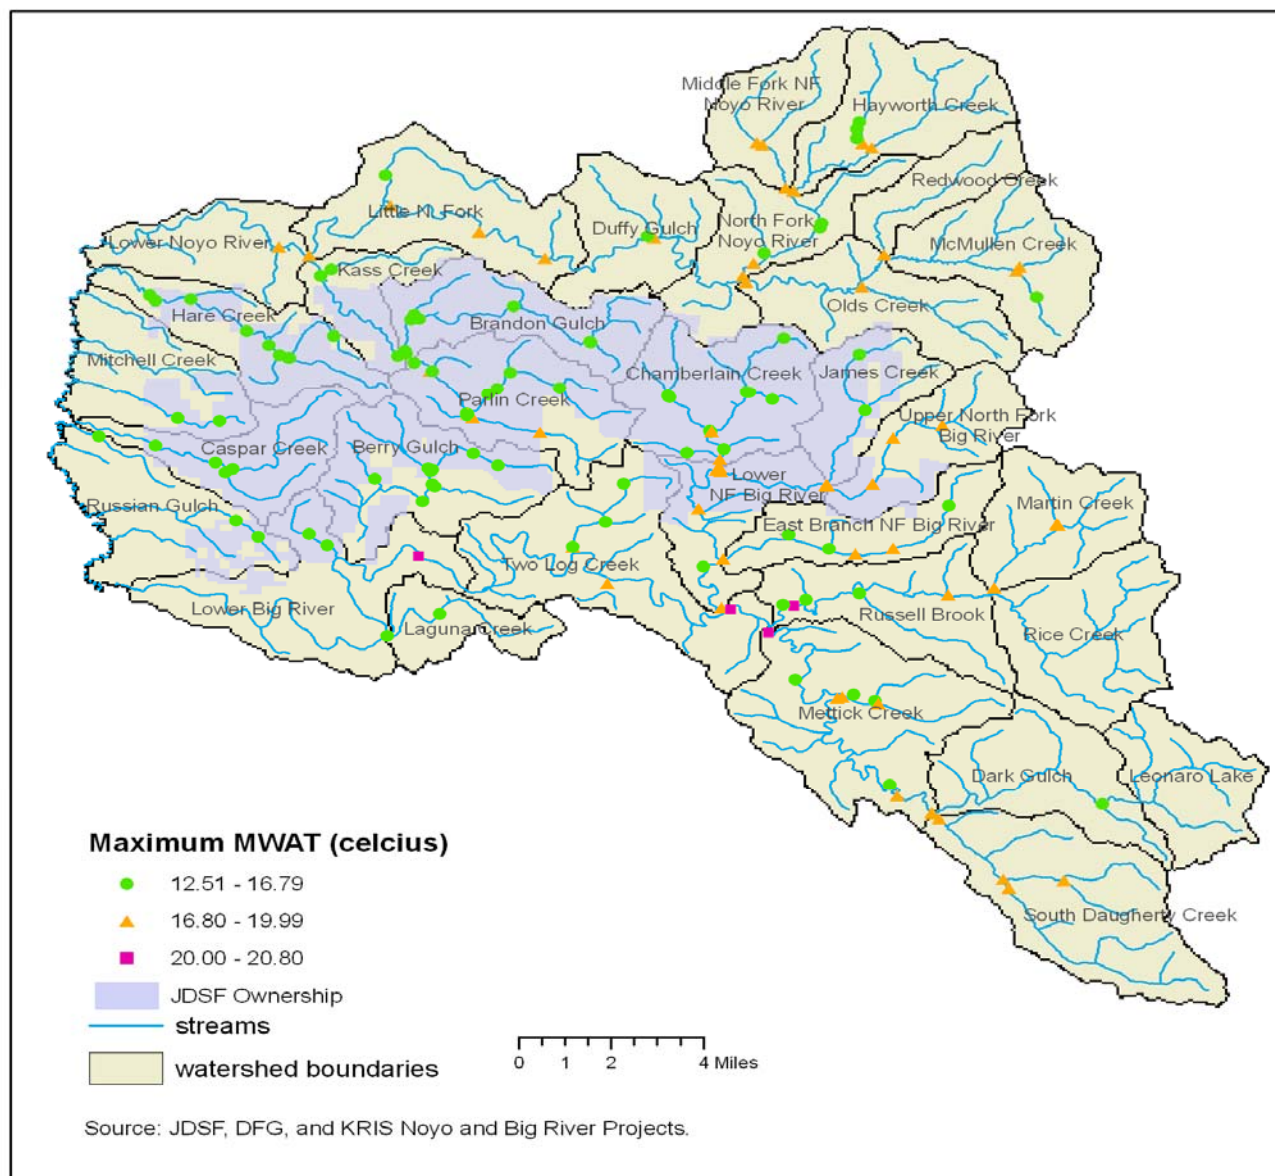 Middle Fork NF
Noyo River
Hayworth Creek
Redwood Creek
Little N. Fork
Duffy Gulch
North Fork
Noyo River
McMullen Creek
Lower Noyo River
Kass Creek
Olds Creek
Hare Creek
Brandon Gulch
Mitchell Creek
Chamberlain Creek
James Creek
Parlin Creek
Upper North Fork
Big River
Caspar Creek
Berry Gulch
Lower
NF Big River
Russian Gulch
East Branch NF Big River
Martin Creek
Two Log Creek
Lower Big River
Laguna Creek
Russell Brook
Rice Creek
Mettick Creek
Dark Gulch
Leonaro Lake
South Daugherty Creek
Maximum MWAT (celcius)
12.51 - 16.79
16.80 - 19.99
20.00 - 20.80
JDSF Ownership
streams
watershed boundaries
0 1 2 4 Miles
Source: JDSF, DFG, and KRIS Noyo and Big River Projects.